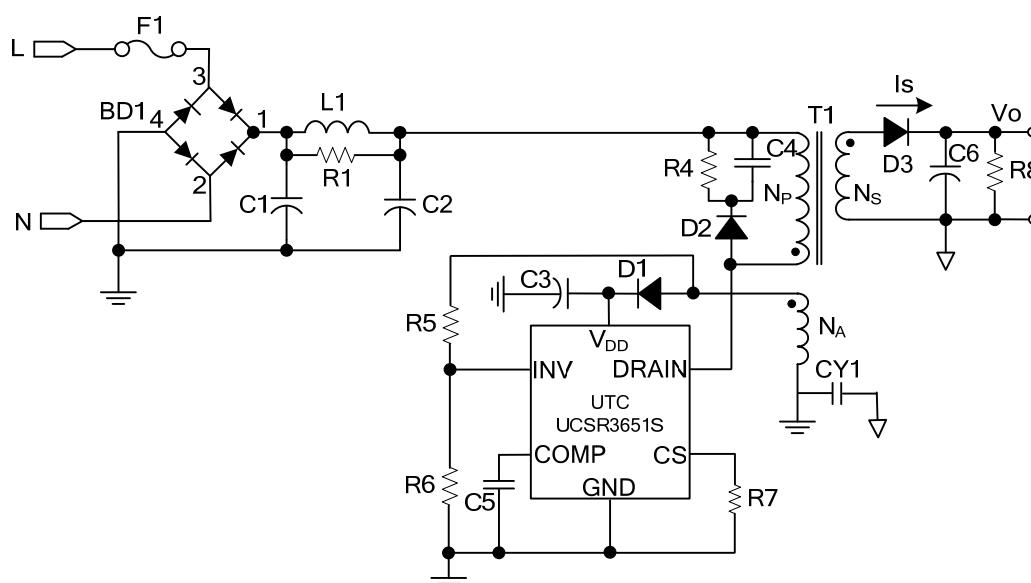 F1
L
3
BD1
4
1
2
L1
R1
C1
C2
N
T1
Is
Vo
R4
C4
NP
NS
D3
C6
R8
D2
C3
D1
R5
VDD
NA
INV
DRAIN
CY1
UTC
UCSR3651S
COMP
CS
R6
C5
GND
R7